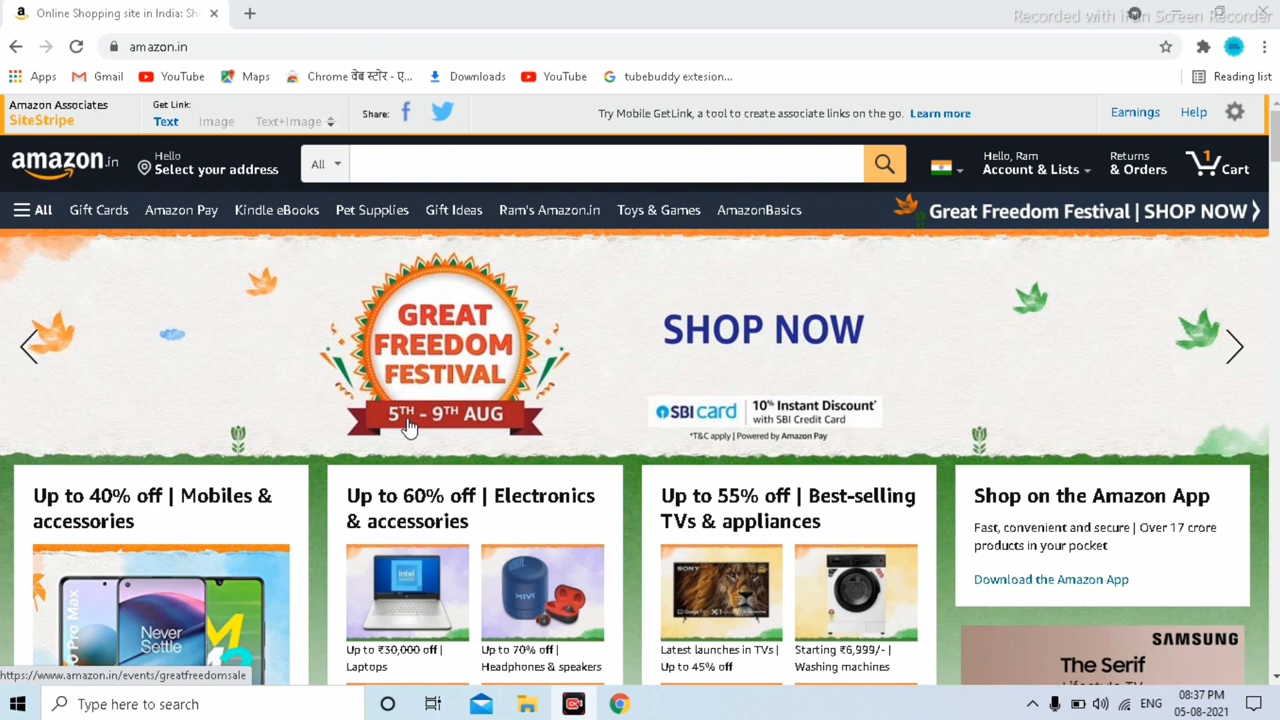 Online Shopping site in India: Sh
Recorded with iTun Screen Recorder
amazon.in
Apps Gmail YouTube Maps Chrome वेब स्टोर - ए... Downloads YouTube tubebuddy extesion... Reading list
Amazon Associates
SiteStripe
Get Link:
Text Image Text+Image
Share:
Try Mobile GetLink, a tool to create associate links on the go. Learn more
Earnings Help
amazon.in
Hello
Select your address
All
Hello, Ram
Account & Lists
Returns
& Orders
1
Cart
All Gift Cards Amazon Pay Kindle eBooks Pet Supplies Gift Ideas Ram's Amazon.in Toys & Games AmazonBasics
Great Freedom Festival | SHOP NOW
GREAT
FREEDOM
FESTIVAL
5TH - 9TH AUG
SHOP NOW
SBI card
10% Instant Discount*
with SBI Credit Card
*T&C apply | Powered by Amazon Pay
Up to 40% off | Mobiles &
accessories
Pro Max
Never
Settle
Up to 60% off | Electronics
& accessories
intel
MIVI
Up to ₹30,000 off |
Laptops
Up to 70% off |
Headphones & speakers
Up to 55% off | Best-selling
TVs & appliances
SONY
Latest launches in TVs |
Up to 45% off
Starting ₹6,999/- |
Washing machines
Shop on the Amazon App
Fast, convenient and secure | Over 17 crore
products in your pocket
Download the Amazon App
SAMSUNG
The Serif
Lifestyle TV
https://www.amazon.in/events/greatfreedomsale
Type here to search
ENG
08:37 PM
05-08-2021